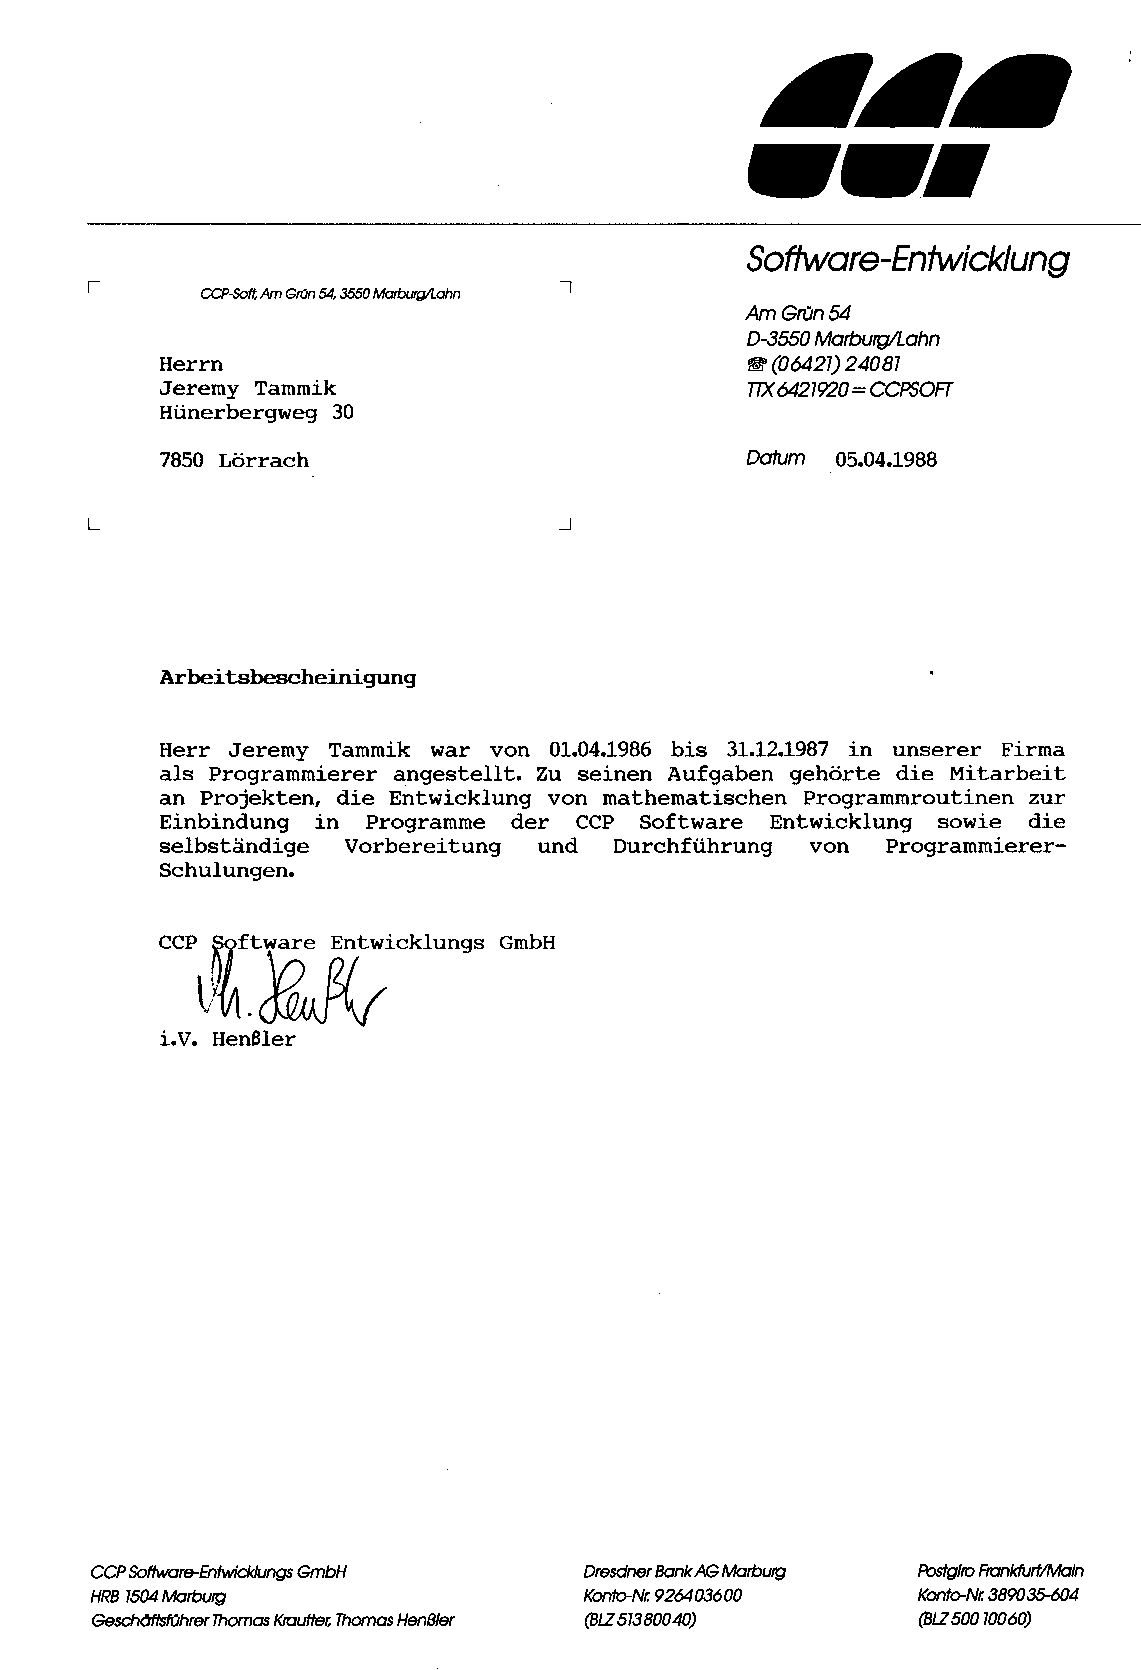 CCP
Software-Entwicklung
CCP-Soft, Am Grün 54, 3550 Marburg/Lahn
Am Grün 54
D-3550 Marburg/Lahn
☎ (06421) 24081
TTX 6421920 = CCPSOFT
Herrn
Jeremy Tammik
Hünerbergweg 30
7850 Lörrach
Datum 05.04.1988
Arbeitsbescheinigung
Herr Jeremy Tammik war von 01.04.1986 bis 31.12.1987 in unserer Firma
als Programmierer angestellt. Zu seinen Aufgaben gehörte die Mitarbeit
an Projekten, die Entwicklung von mathematischen Programmroutinen zur
Einbindung in Programme der CCP Software Entwicklung sowie die
selbständige Vorbereitung und Durchführung von Programmierer-
Schulungen.
CCP Software Entwicklungs GmbH
Th. Henßler
i.V. Henßler
CCP Software-Entwicklungs GmbH
HRB 1504 Marburg
Geschäftsführer Thomas Krautter, Thomas Henßler
Dresdner Bank AG Marburg
Konto-Nr. 926403600
(BLZ 51380040)
Postgiro Frankfurt/Main
Konto-Nr. 389035-604
(BLZ 50010060)